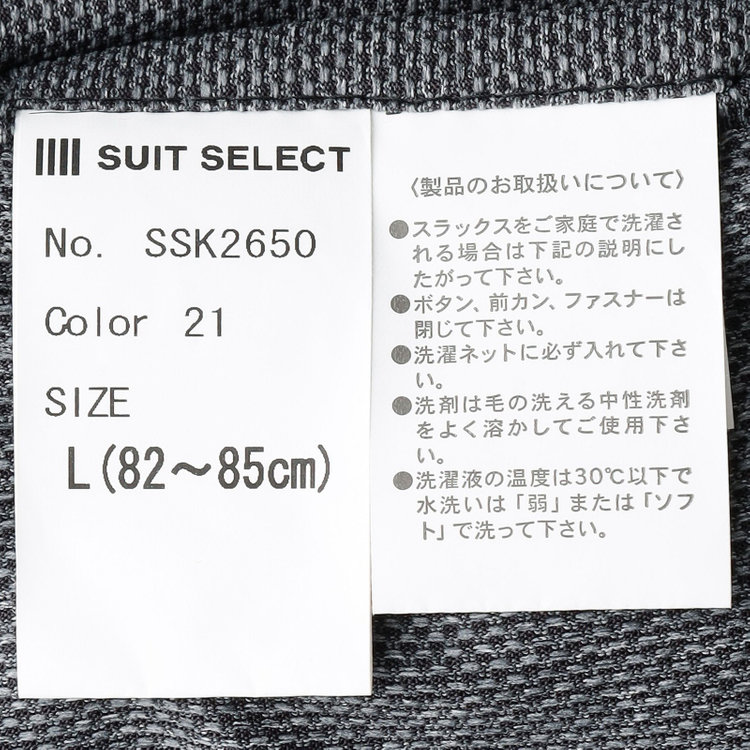 SUIT SELECT
No. SSK2650
Color 21
SIZE
L(82～85cm)
〈製品のお取扱いについて〉
●スラックスをご家庭で洗濯さ
れる場合は下記の説明にし
たがって下さい。
●ボタン、前カン、ファスナーは
閉じて下さい。
●洗濯ネットに必ず入れて下さ
い。
●洗剤は毛の洗える中性洗剤
をよく溶かしてご使用下さ
い。
●洗濯液の温度は30℃以下で
水洗いは「弱」または「ソフ
ト」で洗って下さい。